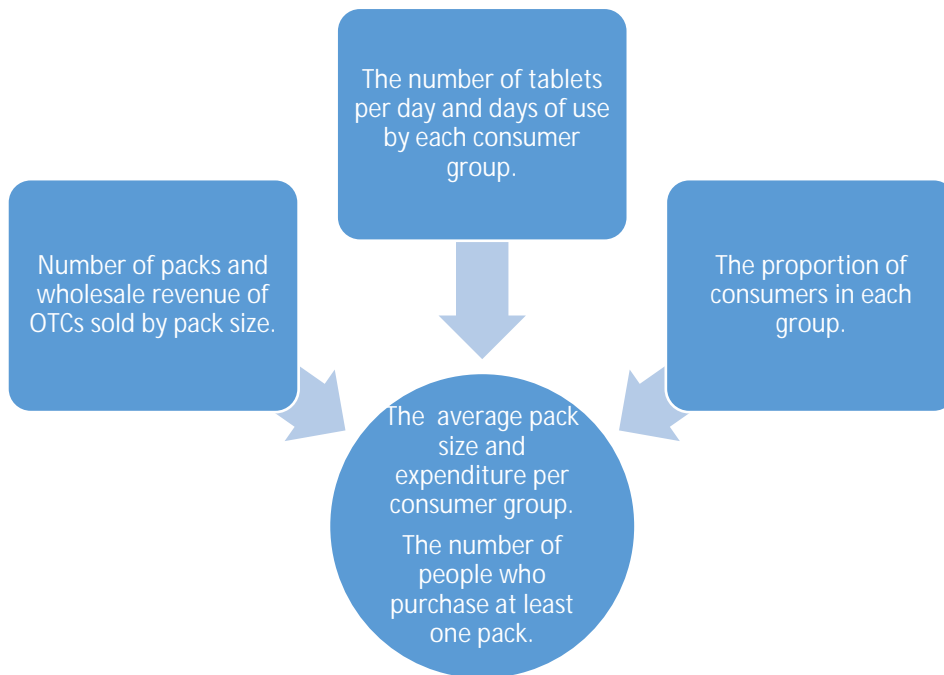 The number of tablets
per day and days of use
by each consumer
group.
Number of packs and
wholesale revenue of
OTCs sold by pack size.
The proportion of
consumers in each
group.
The average pack
size and
expenditure per
consumer group.
The number of
people who
purchase at least
one pack.